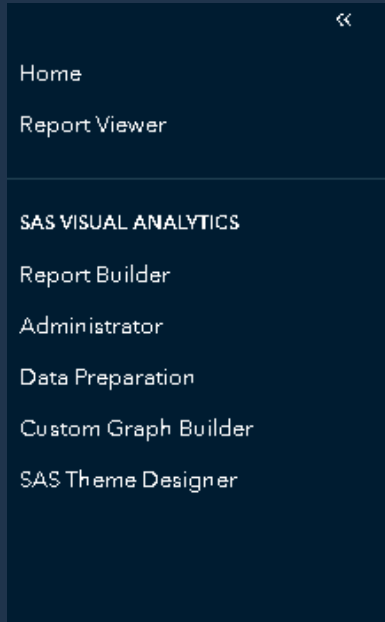 «
Home
Report Viewer
SAS VISUAL ANALYTICS
Report Builder
Administrator
Data Preparation
Custom Graph Builder
SAS Theme Designer